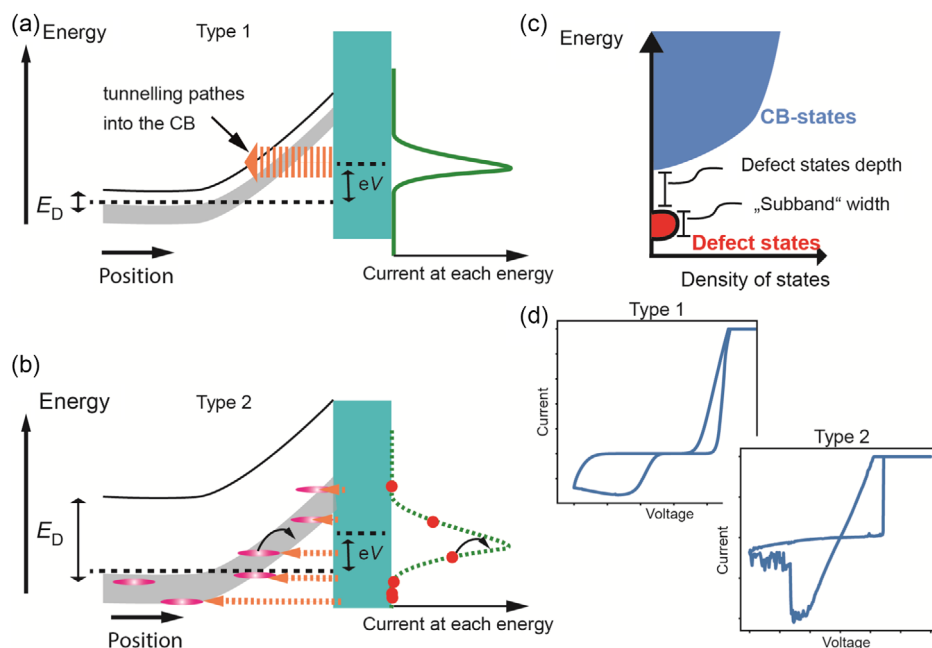 (a)
Energy
Type 1
tunnelling pathes
into the CB
eV
E_D
Position
Current at each energy
(b)
Energy
Type 2
E_D
eV
Position
Current at each energy
(c)
Energy
CB-states
Defect states depth
„Subband“ width
Defect states
Density of states
(d)
Type 1
Current
Voltage
Type 2
Current
Voltage